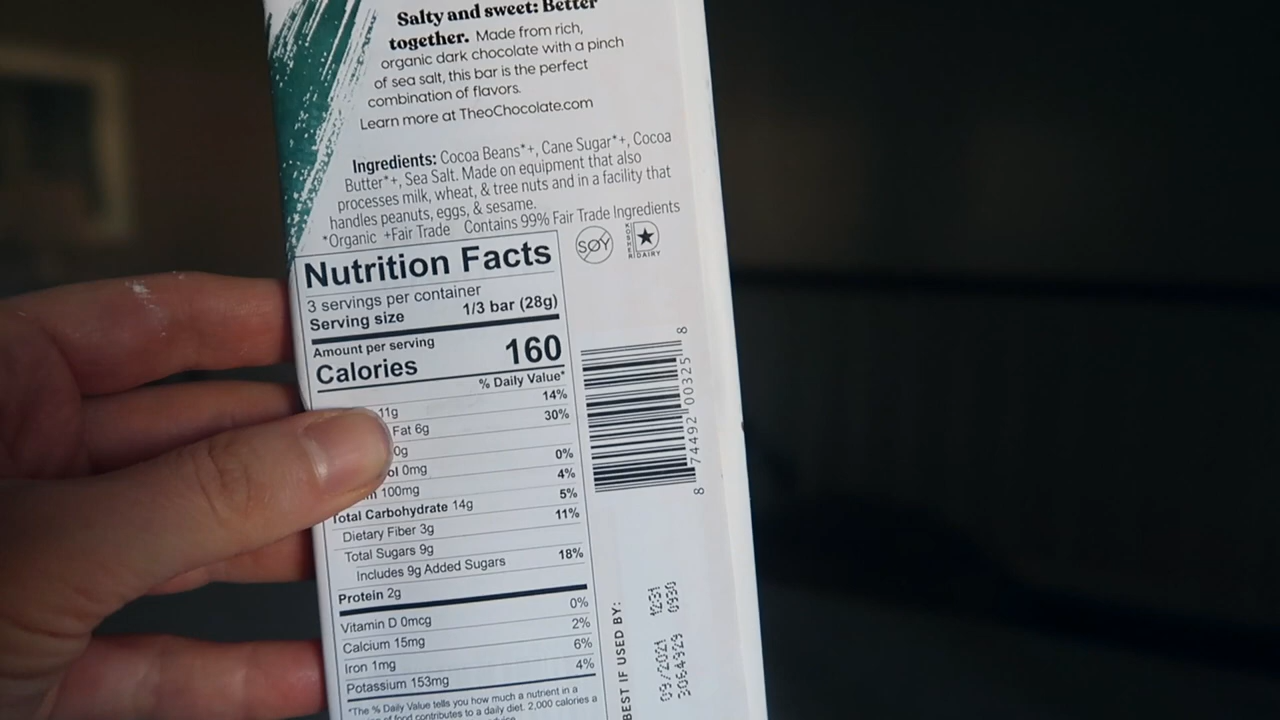 Salty and sweet: Better
together. Made from rich,
organic dark chocolate with a pinch
of sea salt, this bar is the perfect
combination of flavors.
Learn more at TheoChocolate.com
Ingredients: Cocoa Beans*+, Cane Sugar*+, Cocoa
Butter*+, Sea Salt. Made on equipment that also
processes milk, wheat, & tree nuts and in a facility that
handles peanuts, eggs, & sesame.
*Organic +Fair Trade Contains 99% Fair Trade Ingredients
SOY
KOSHER D DAIRY
Nutrition Facts
3 servings per container
Serving size 1/3 bar (28g)
Amount per serving
Calories 160
% Daily Value*
11g 14%
Fat 6g 30%
0g
0mg 0%
100mg 4%
Total Carbohydrate 14g 5%
Dietary Fiber 3g 11%
Total Sugars 9g
Includes 9g Added Sugars 18%
Protein 2g
Vitamin D 0mcg 0%
Calcium 15mg 2%
Iron 1mg 6%
Potassium 153mg 4%
*The % Daily Value tells you how much a nutrient in a
of food contributes to a daily diet. 2,000 calories a
8 74492 00325 8
BEST IF USED BY:
09/2021 12:31
3064929 0930